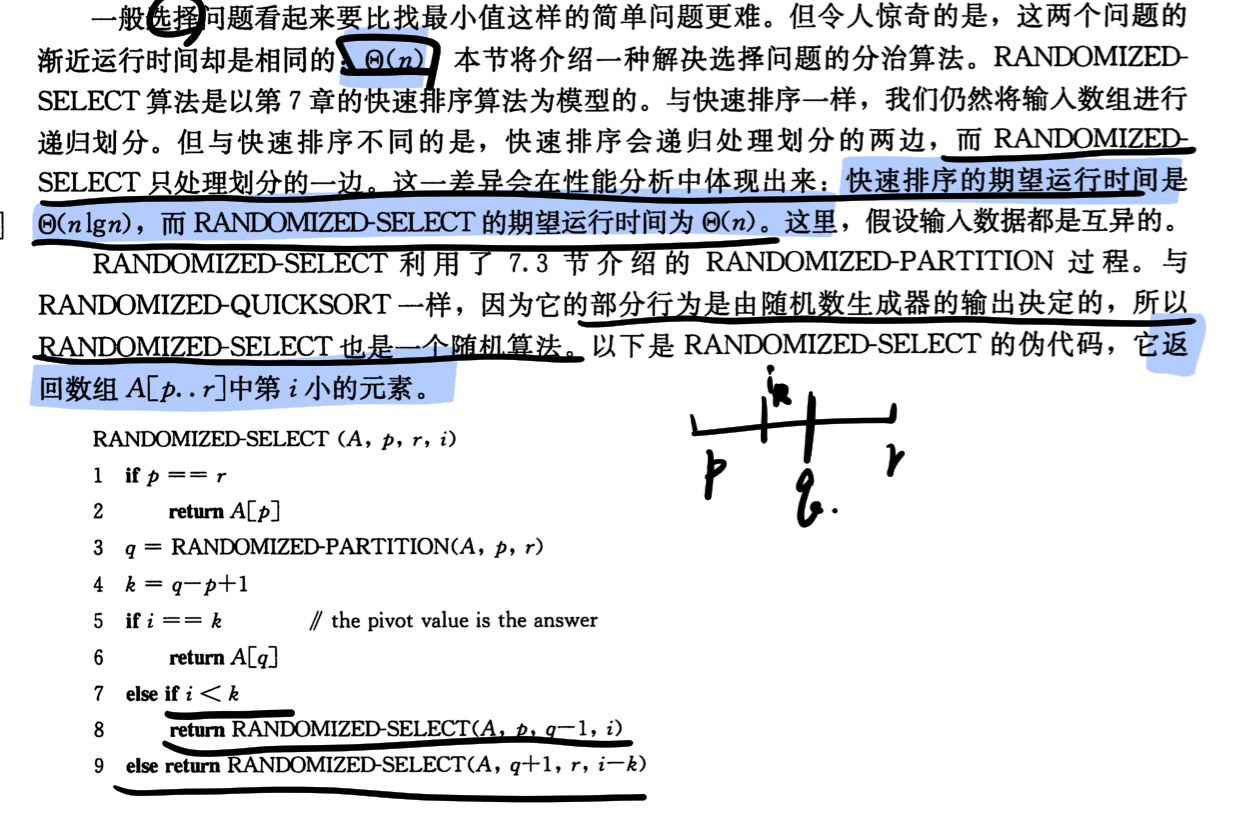 一般选择问题看起来要比找最小值这样的简单问题更难。但令人惊奇的是，这两个问题的
渐近运行时间却是相同的：Θ(n)。本节将介绍一种解决选择问题的分治算法。RANDOMIZED-
SELECT 算法是以第 7 章的快速排序算法为模型的。与快速排序一样，我们仍然将输入数组进行
递归划分。但与快速排序不同的是，快速排序会递归处理划分的两边，而 RANDOMIZED-
SELECT 只处理划分的一边。这一差异会在性能分析中体现出来：快速排序的期望运行时间是
Θ(nlgn)，而 RANDOMIZED-SELECT 的期望运行时间为 Θ(n)。这里，假设输入数据都是互异的。
RANDOMIZED-SELECT 利用了 7.3 节介绍的 RANDOMIZED-PARTITION 过程。与
RANDOMIZED-QUICKSORT 一样，因为它的部分行为是由随机数生成器的输出决定的，所以
RANDOMIZED-SELECT 也是一个随机算法。以下是 RANDOMIZED-SELECT 的伪代码，它返
回数组 A[p..r]中第 i 小的元素。
RANDOMIZED-SELECT (A, p, r, i)
1 if p == r
2 return A[p]
3 q = RANDOMIZED-PARTITION(A, p, r)
4 k = q-p+1
5 if i == k // the pivot value is the answer
6 return A[q]
7 else if i < k
8 return RANDOMIZED-SELECT(A, p, q-1, i)
9 else return RANDOMIZED-SELECT(A, q+1, r, i-k)
i
p q. r